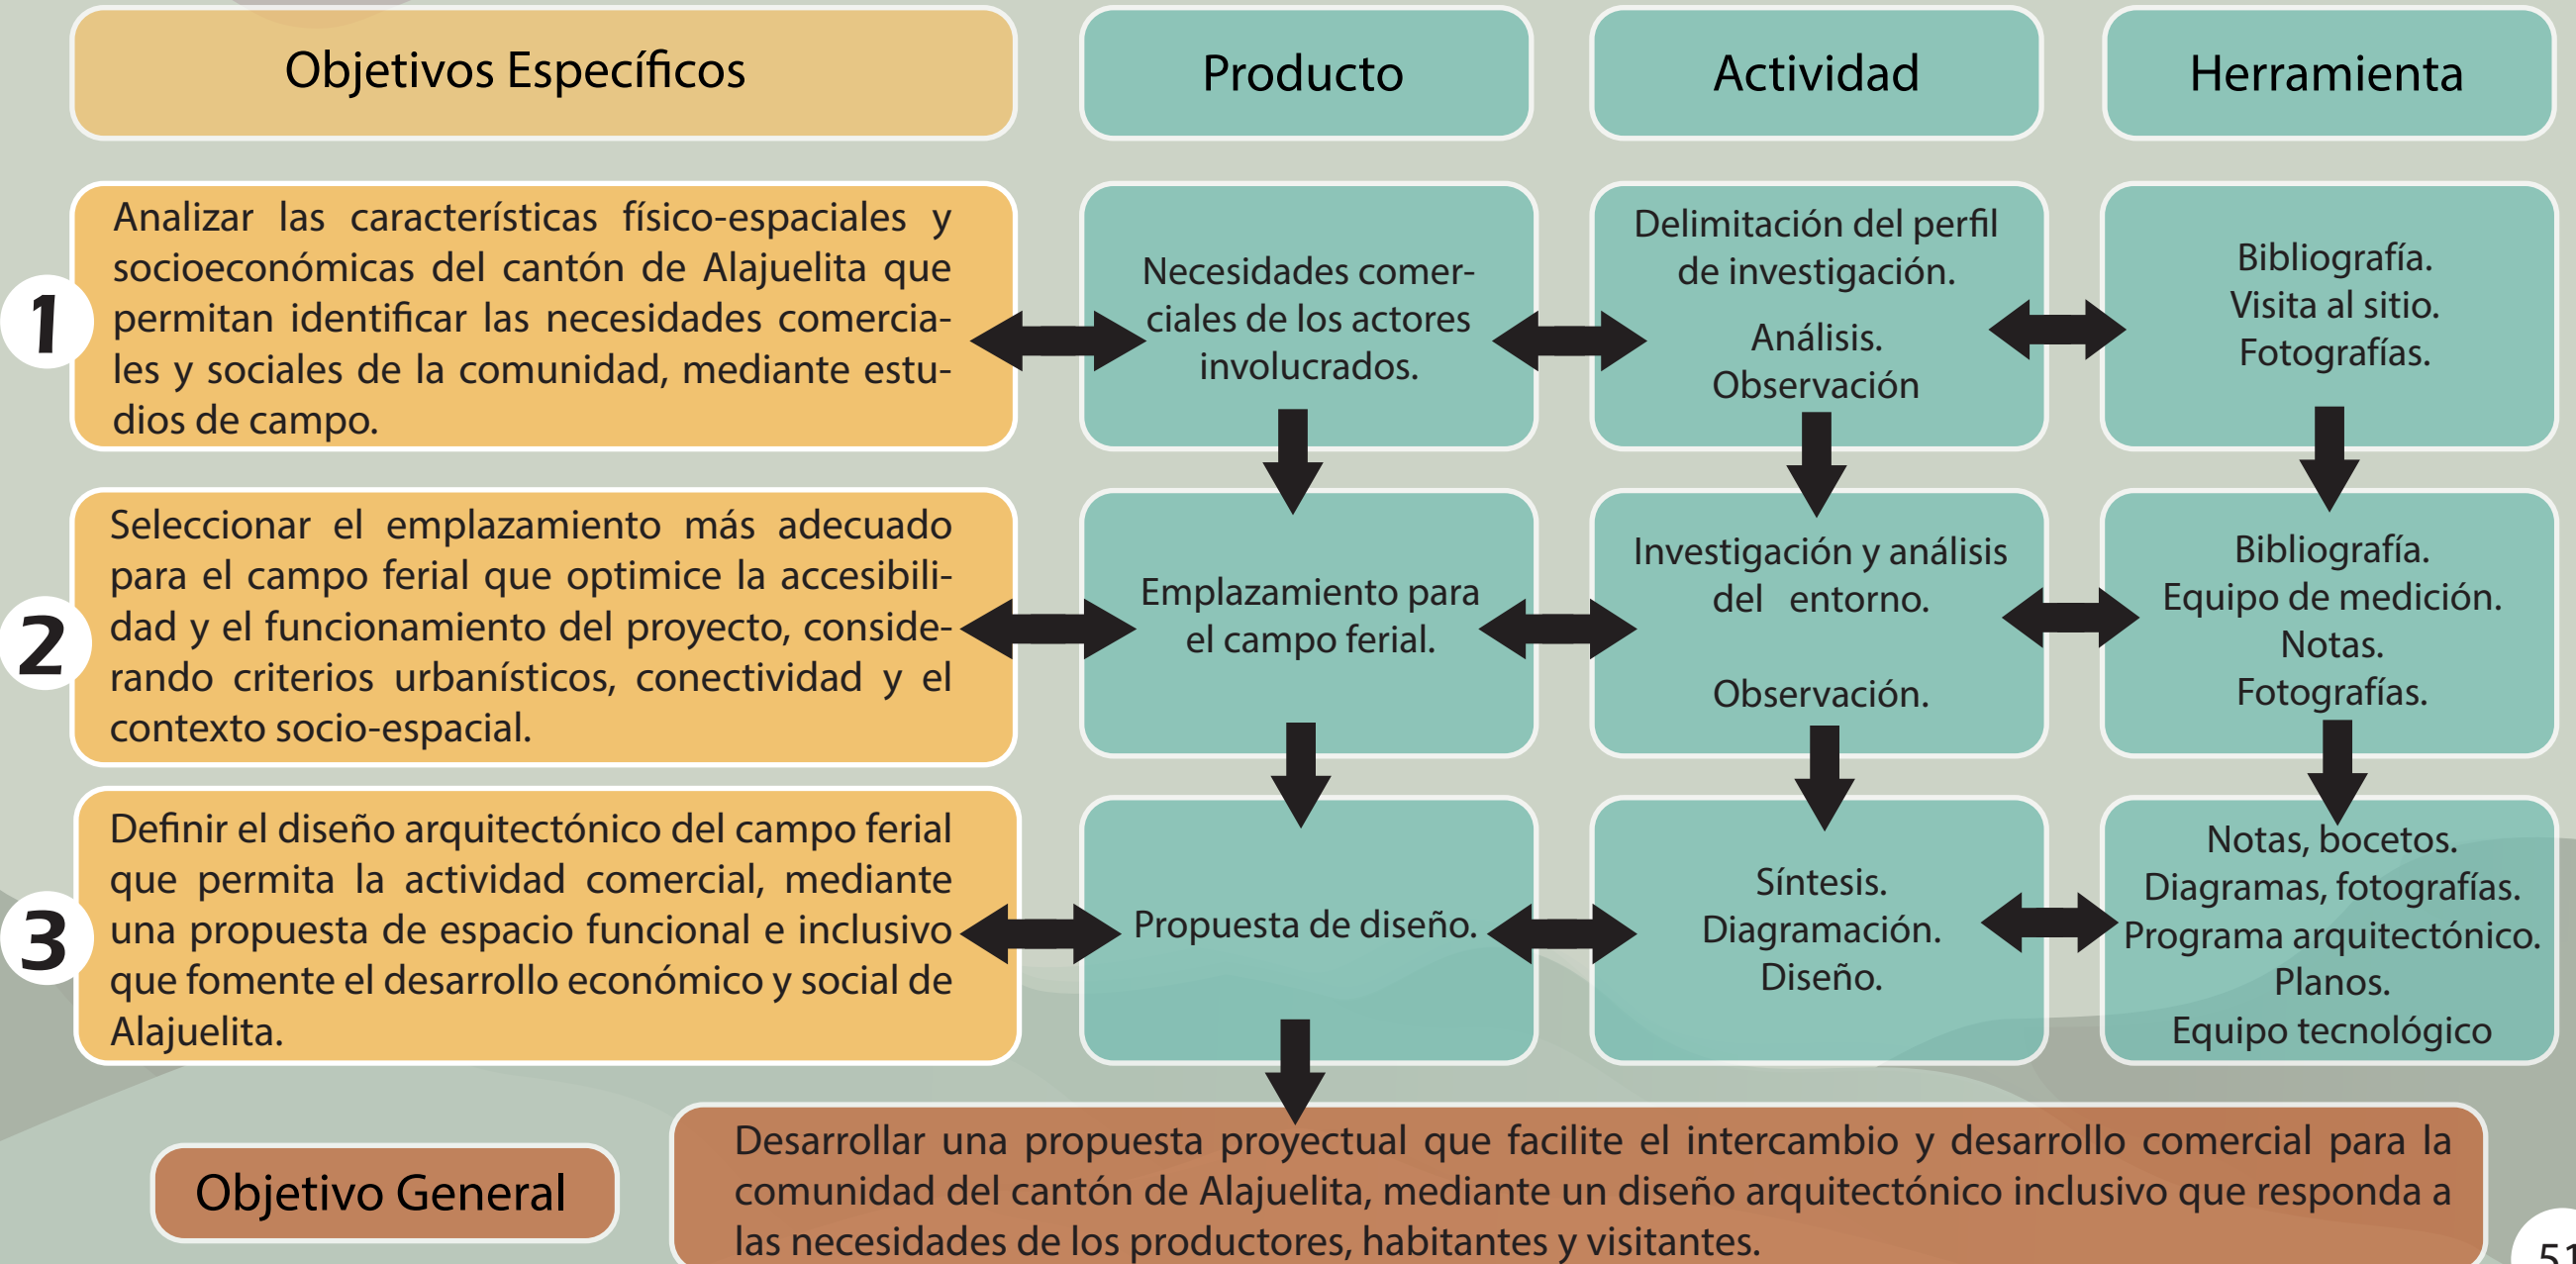 Objetivos Específicos
Producto
Actividad
Herramienta
1
Analizar las características físico-espaciales y
socioeconómicas del cantón de Alajuelita que
permitan identificar las necesidades comercia-
les y sociales de la comunidad, mediante estu-
dios de campo.
Necesidades comer-
ciales de los actores
involucrados.
Delimitación del perfil
de investigación.
Análisis.
Observación
Bibliografía.
Visita al sitio.
Fotografías.
2
Seleccionar el emplazamiento más adecuado
para el campo ferial que optimice la accesibili-
dad y el funcionamiento del proyecto, conside-
rando criterios urbanísticos, conectividad y el
contexto socio-espacial.
Emplazamiento para
el campo ferial.
Investigación y análisis
del entorno.
Observación.
Bibliografía.
Equipo de medición.
Notas.
Fotografías.
3
Definir el diseño arquitectónico del campo ferial
que permita la actividad comercial, mediante
una propuesta de espacio funcional e inclusivo
que fomente el desarrollo económico y social de
Alajuelita.
Propuesta de diseño.
Síntesis.
Diagramación.
Diseño.
Notas, bocetos.
Diagramas, fotografías.
Programa arquitectónico.
Planos.
Equipo tecnológico
Objetivo General
Desarrollar una propuesta proyectual que facilite el intercambio y desarrollo comercial para la
comunidad del cantón de Alajuelita, mediante un diseño arquitectónico inclusivo que responda a
las necesidades de los productores, habitantes y visitantes.
51